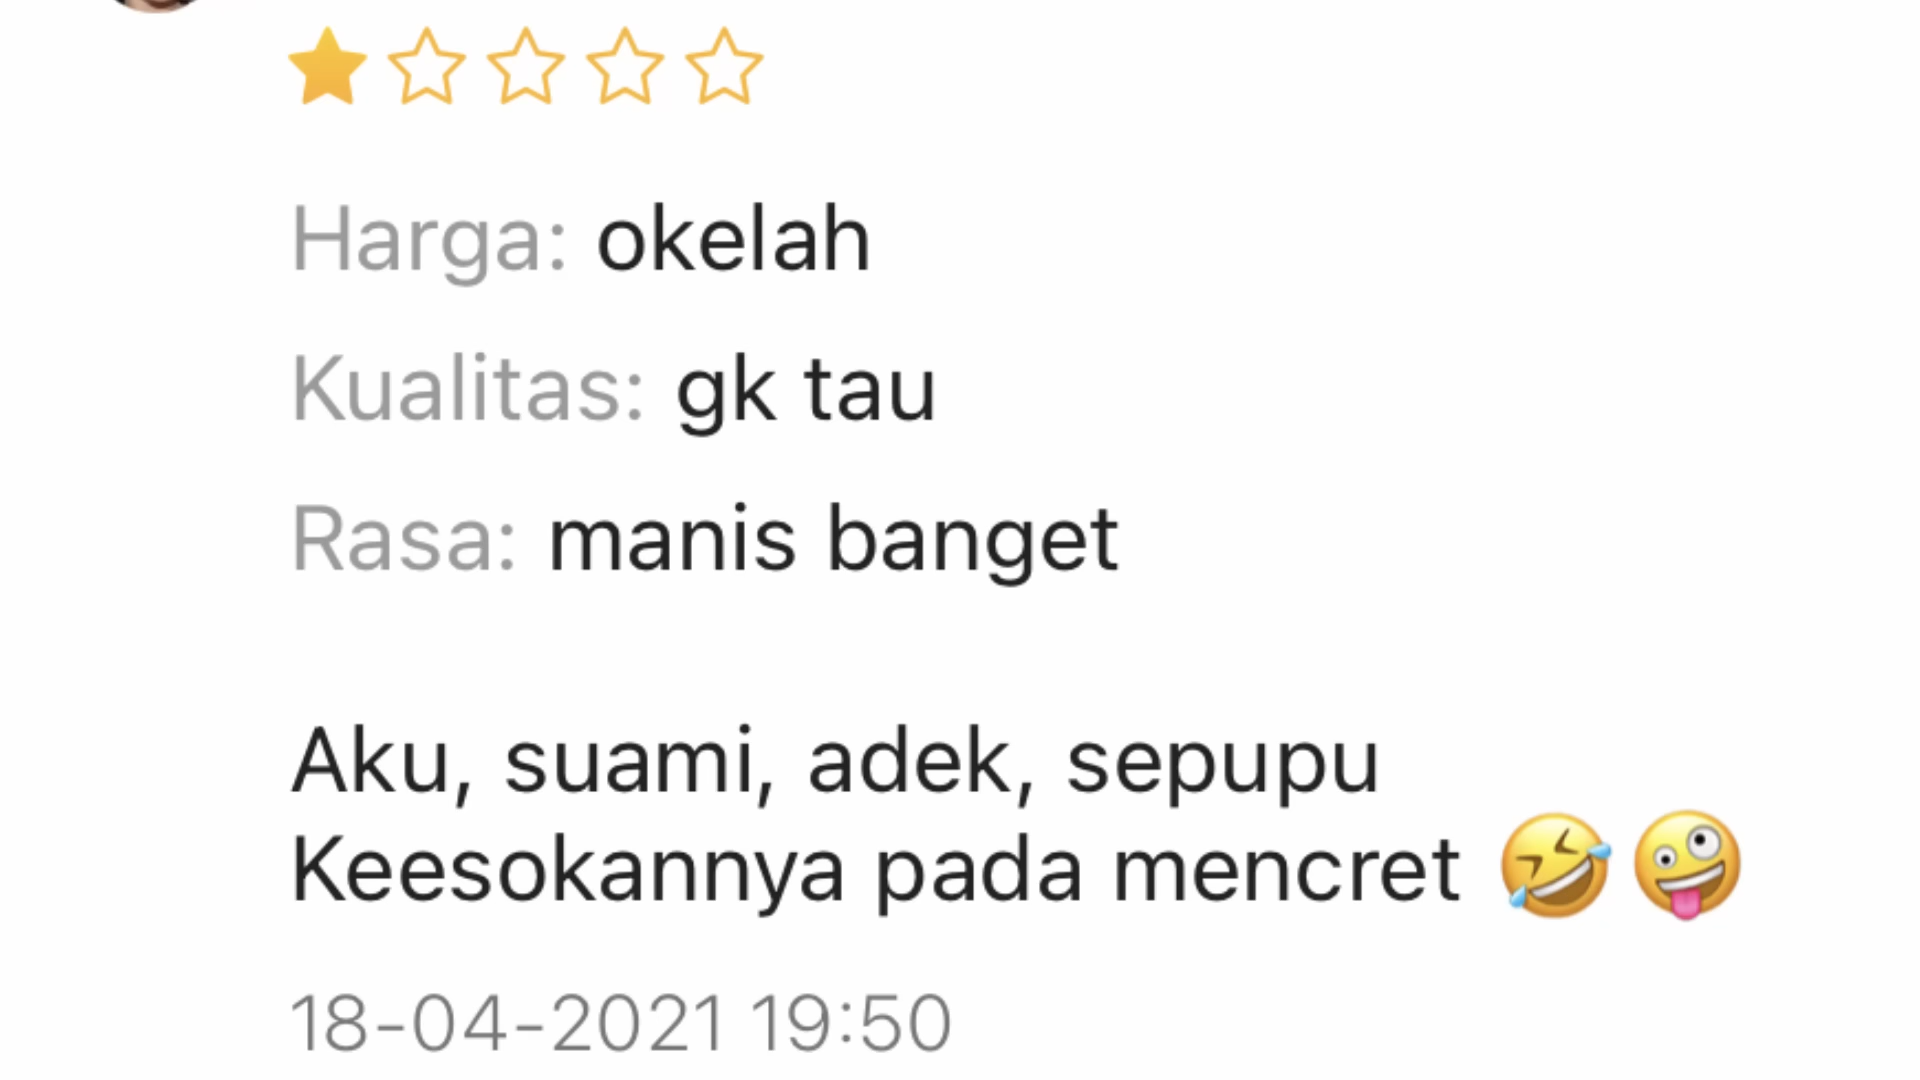 Harga: okelah
Kualitas: gk tau
Rasa: manis banget
Aku, suami, adek, sepupu
Keesokannya pada mencret 🤣🤪
18-04-2021 19:50